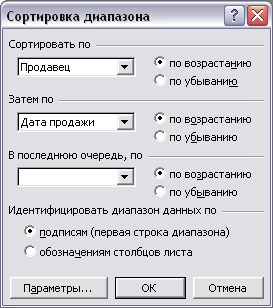 Сортировка диапазона
Сортировать по
Продавец
по возрастанию
по убыванию
Затем по
Дата продажи
по возрастанию
по убыванию
В последнюю очередь, по
по возрастанию
по убыванию
Идентифицировать диапазон данных по
подписям (первая строка диапазона)
обозначениям столбцов листа
Параметры...
ОК
Отмена